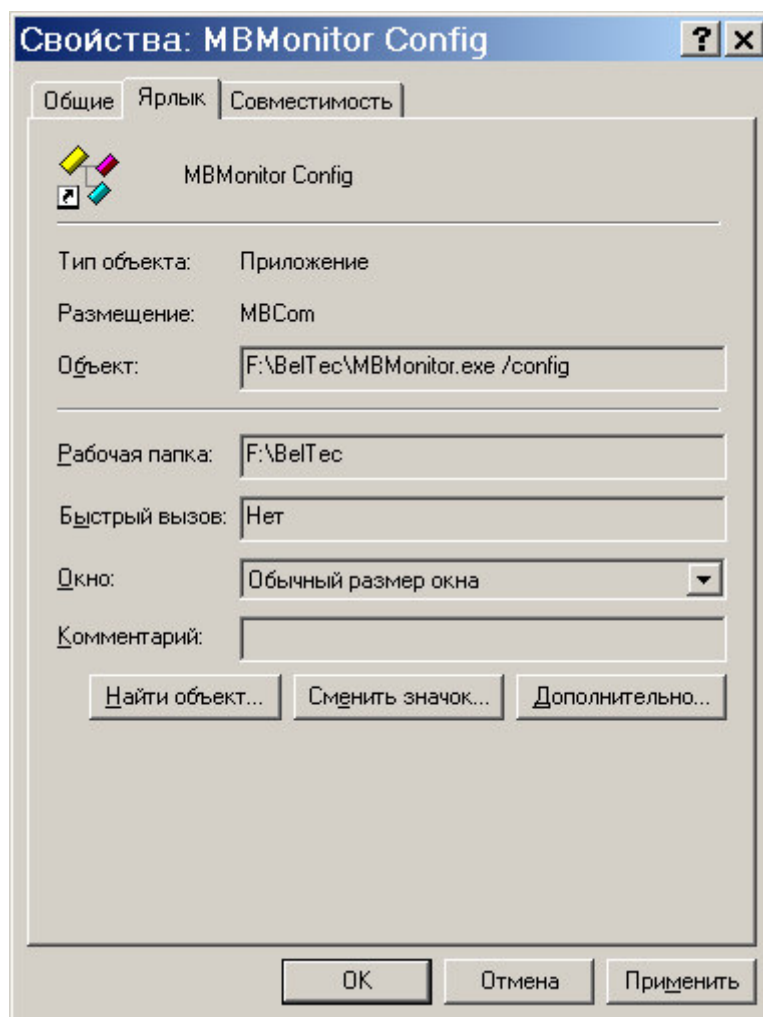 Свойства: MBMonitor Config
Общие Ярлык Совместимость
MBMonitor Config
Тип объекта: Приложение
Размещение: MBCom
Объект: F:\BelTec\MBMonitor.exe /config
Рабочая папка: F:\BelTec
Быстрый вызов: Нет
Окно: Обычный размер окна
Комментарий:
Найти объект... Сменить значок... Дополнительно...
OK Отмена Применить